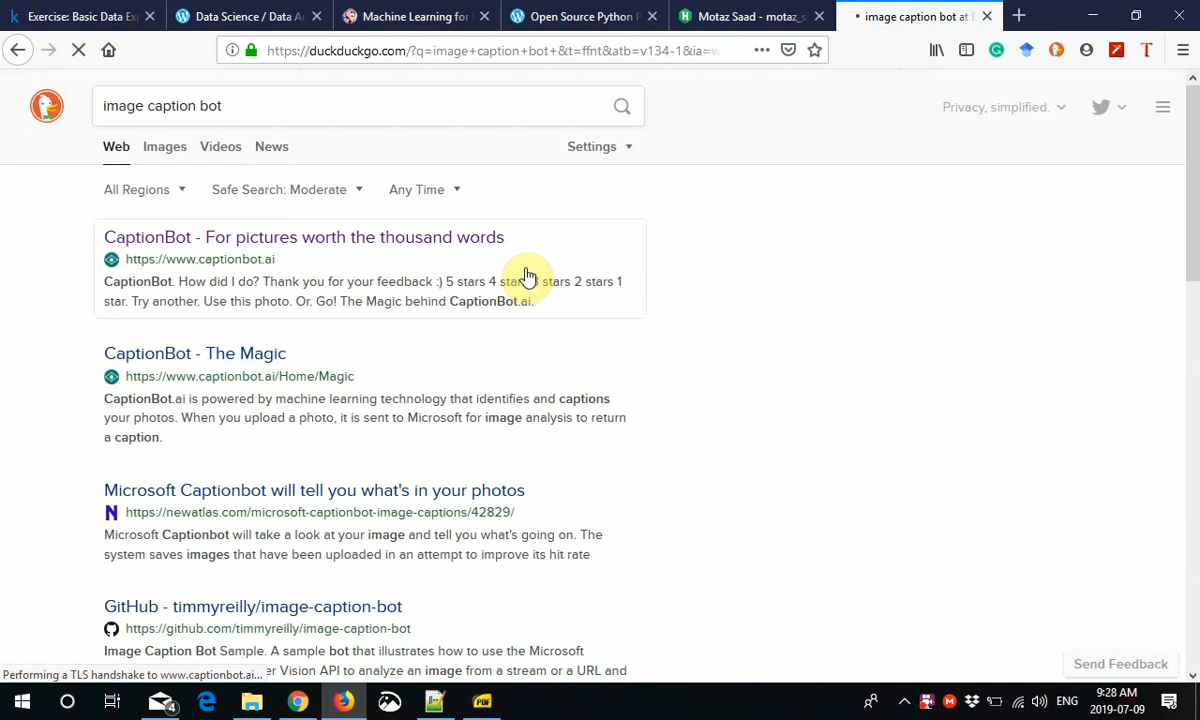 Exercise: Basic Data Ex
Data Science / Data A
Machine Learning for
Open Source Python P
Motaz Saad - motaz_s
image caption bot at D
https://duckduckgo.com/?q=image+caption+bot+&t=ffnt&atb=v134-1&ia=w
image caption bot
Privacy, simplified.
Web
Images
Videos
News
Settings
All Regions
Safe Search: Moderate
Any Time
CaptionBot - For pictures worth the thousand words
https://www.captionbot.ai
CaptionBot. How did I do? Thank you for your feedback :) 5 stars 4 stars 3 stars 2 stars 1
star. Try another. Use this photo. Or. Go! The Magic behind CaptionBot.ai.
CaptionBot - The Magic
https://www.captionbot.ai/Home/Magic
CaptionBot.ai is powered by machine learning technology that identifies and captions
your photos. When you upload a photo, it is sent to Microsoft for image analysis to return
a caption.
Microsoft Captionbot will tell you what's in your photos
https://newatlas.com/microsoft-captionbot-image-captions/42829/
Microsoft Captionbot will take a look at your image and tell you what's going on. The
system saves images that have been uploaded in an attempt to improve its hit rate
GitHub - timmyreilly/image-caption-bot
https://github.com/timmyreilly/image-caption-bot
Image Caption Bot Sample. A sample bot that illustrates how to use the Microsoft
er Vision API to analyze an image from a stream or a URL and
Send Feedback
Performing a TLS handshake to www.captionbot.ai...
4
PDF
ENG
9:28 AM
2019-07-09